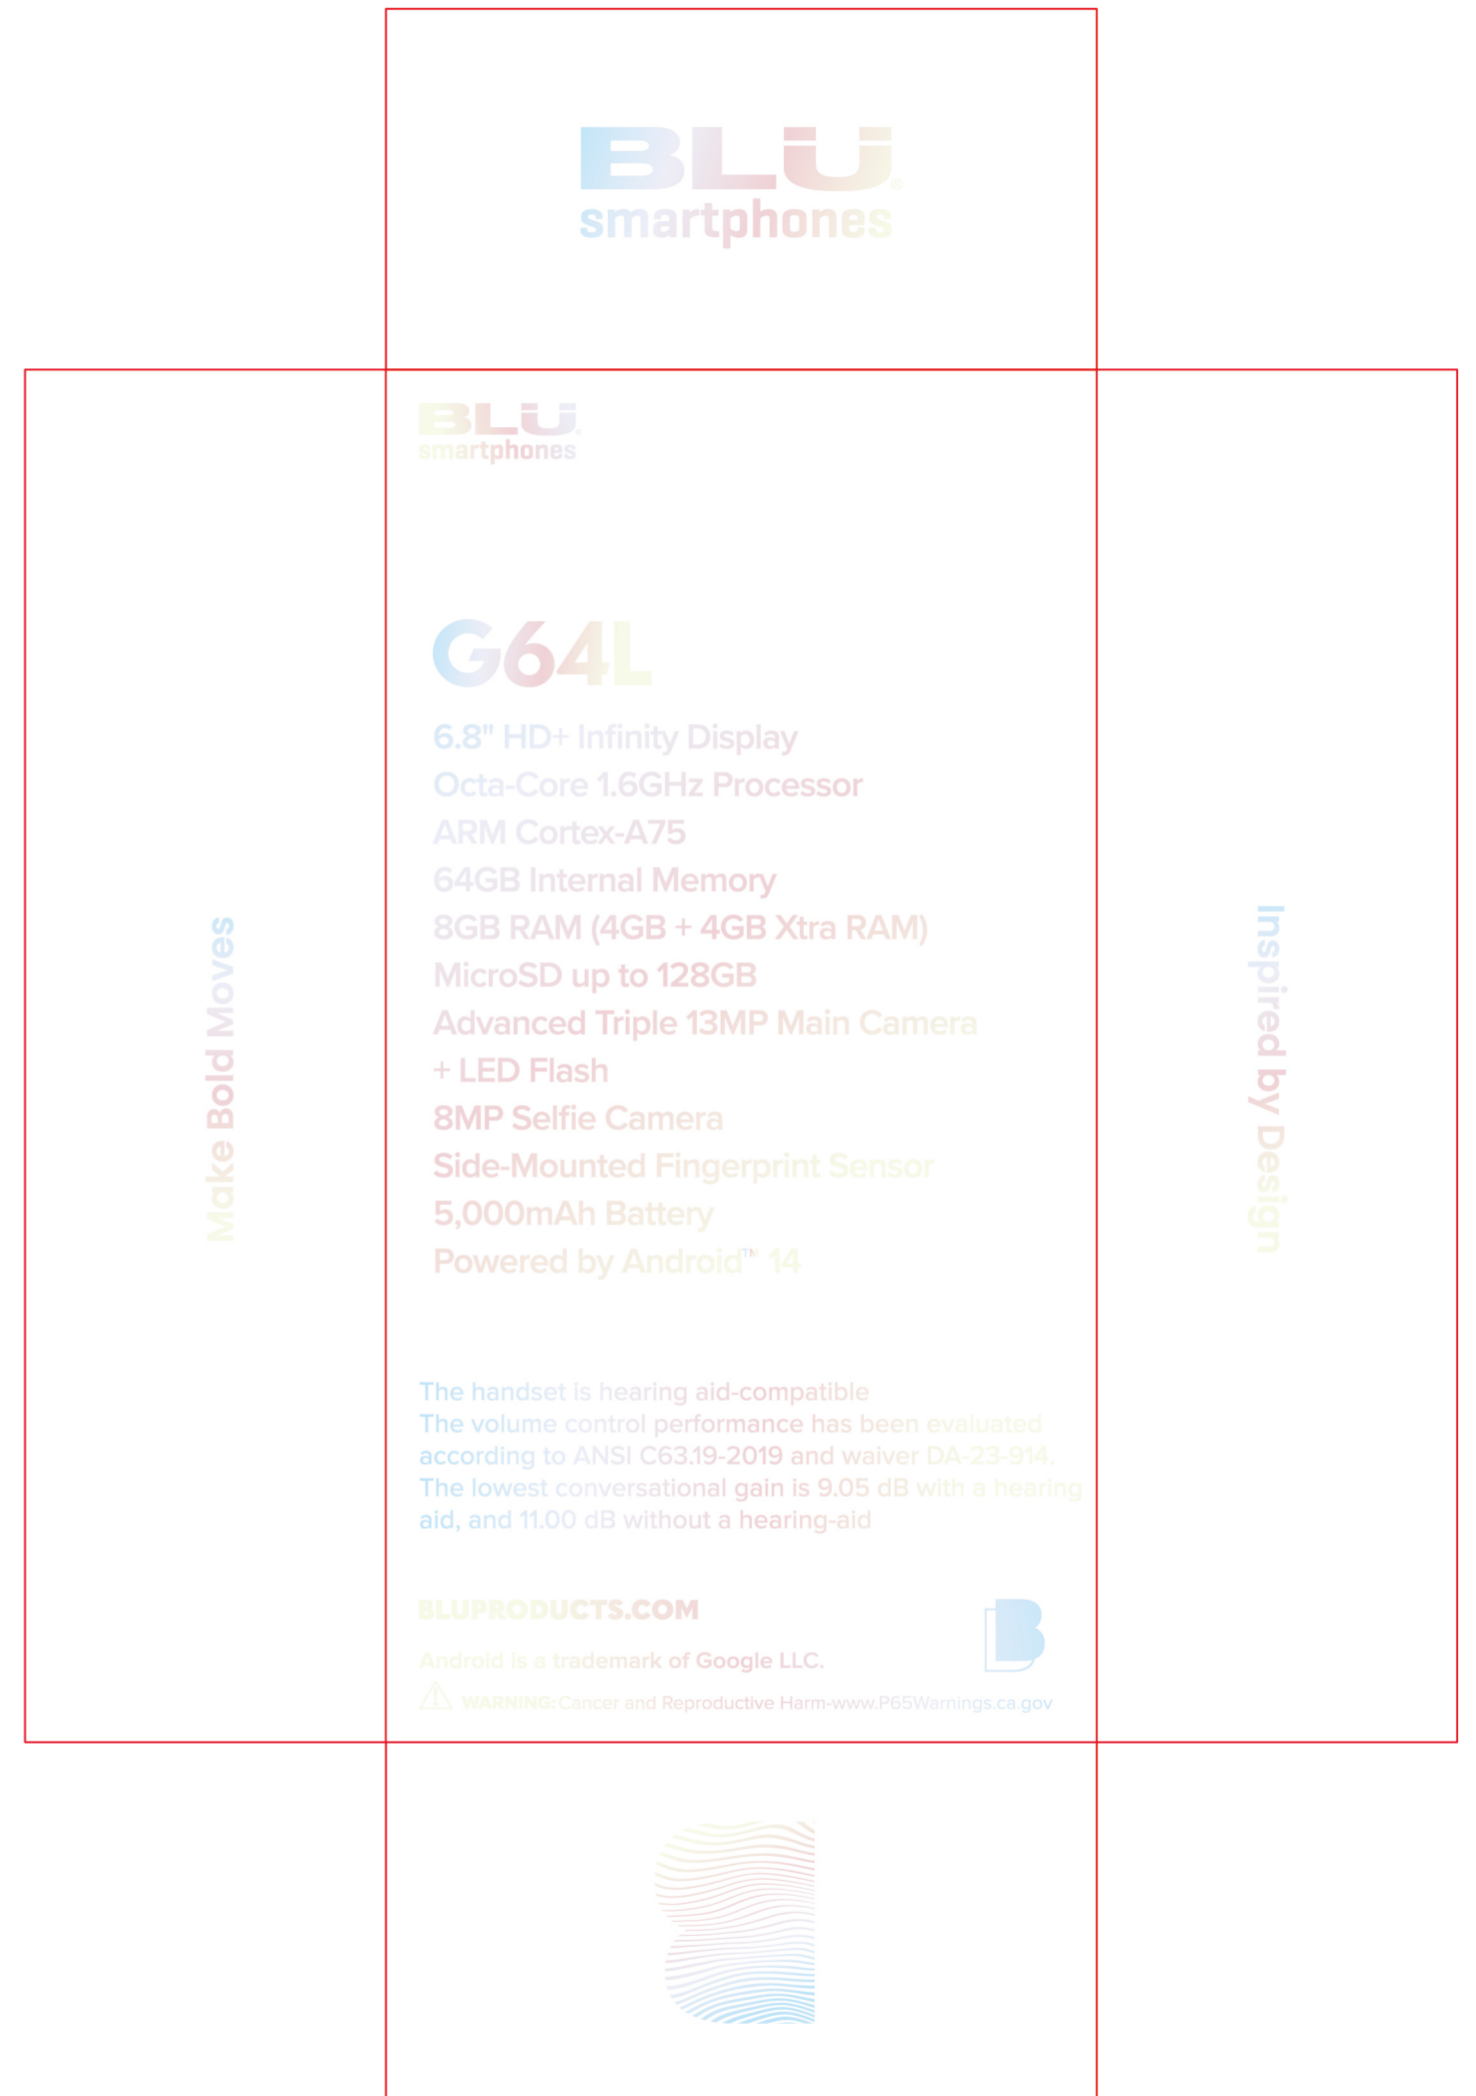 BLU®
smartphones
BLU®
smartphones
G64L
6.8" HD+ Infinity Display
Octa-Core 1.6GHz Processor
ARM Cortex-A75
64GB Internal Memory
8GB RAM (4GB + 4GB Xtra RAM)
MicroSD up to 128GB
Advanced Triple 13MP Main Camera
+ LED Flash
8MP Selfie Camera
Side-Mounted Fingerprint Sensor
5,000mAh Battery
Powered by Android™ 14
Make Bold Moves
Inspired by Design
The handset is hearing aid-compatible
The volume control performance has been evaluated
according to ANSI C63.19-2019 and waiver DA-23-914.
The lowest conversational gain is 9.05 dB with a hearing
aid, and 11.00 dB without a hearing-aid
BLUPRODUCTS.COM
Android is a trademark of Google LLC.
WARNING: Cancer and Reproductive Harm-www.P65Warnings.ca.gov